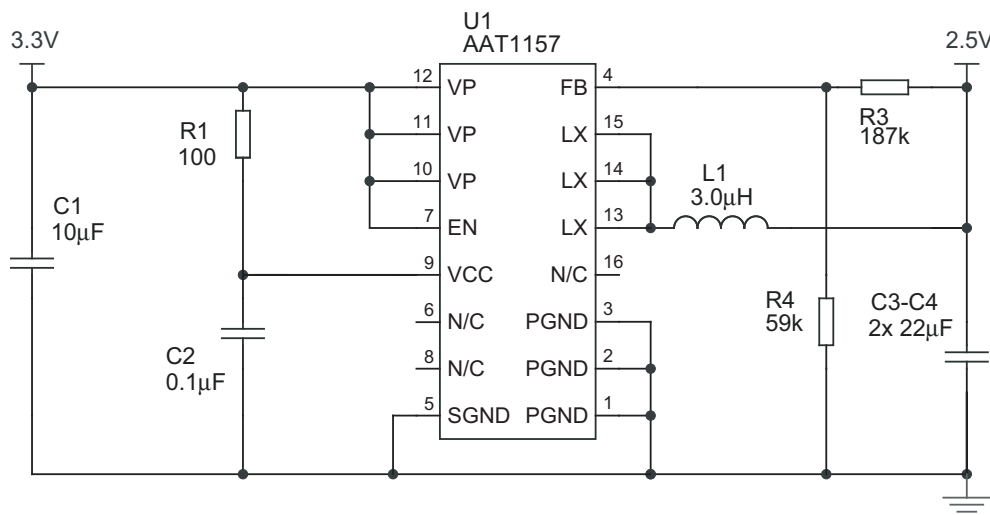 U1
AAT1157
3.3V
2.5V
12
VP
FB
4
R1
100
11
VP
LX
15
R3
187k
10
VP
LX
14
L1
3.0μH
C1
10μF
7
EN
LX
13
9
VCC
N/C
16
6
N/C
PGND
3
R4
59k
C3-C4
2x 22μF
C2
0.1μF
8
N/C
PGND
2
5
SGND
PGND
1